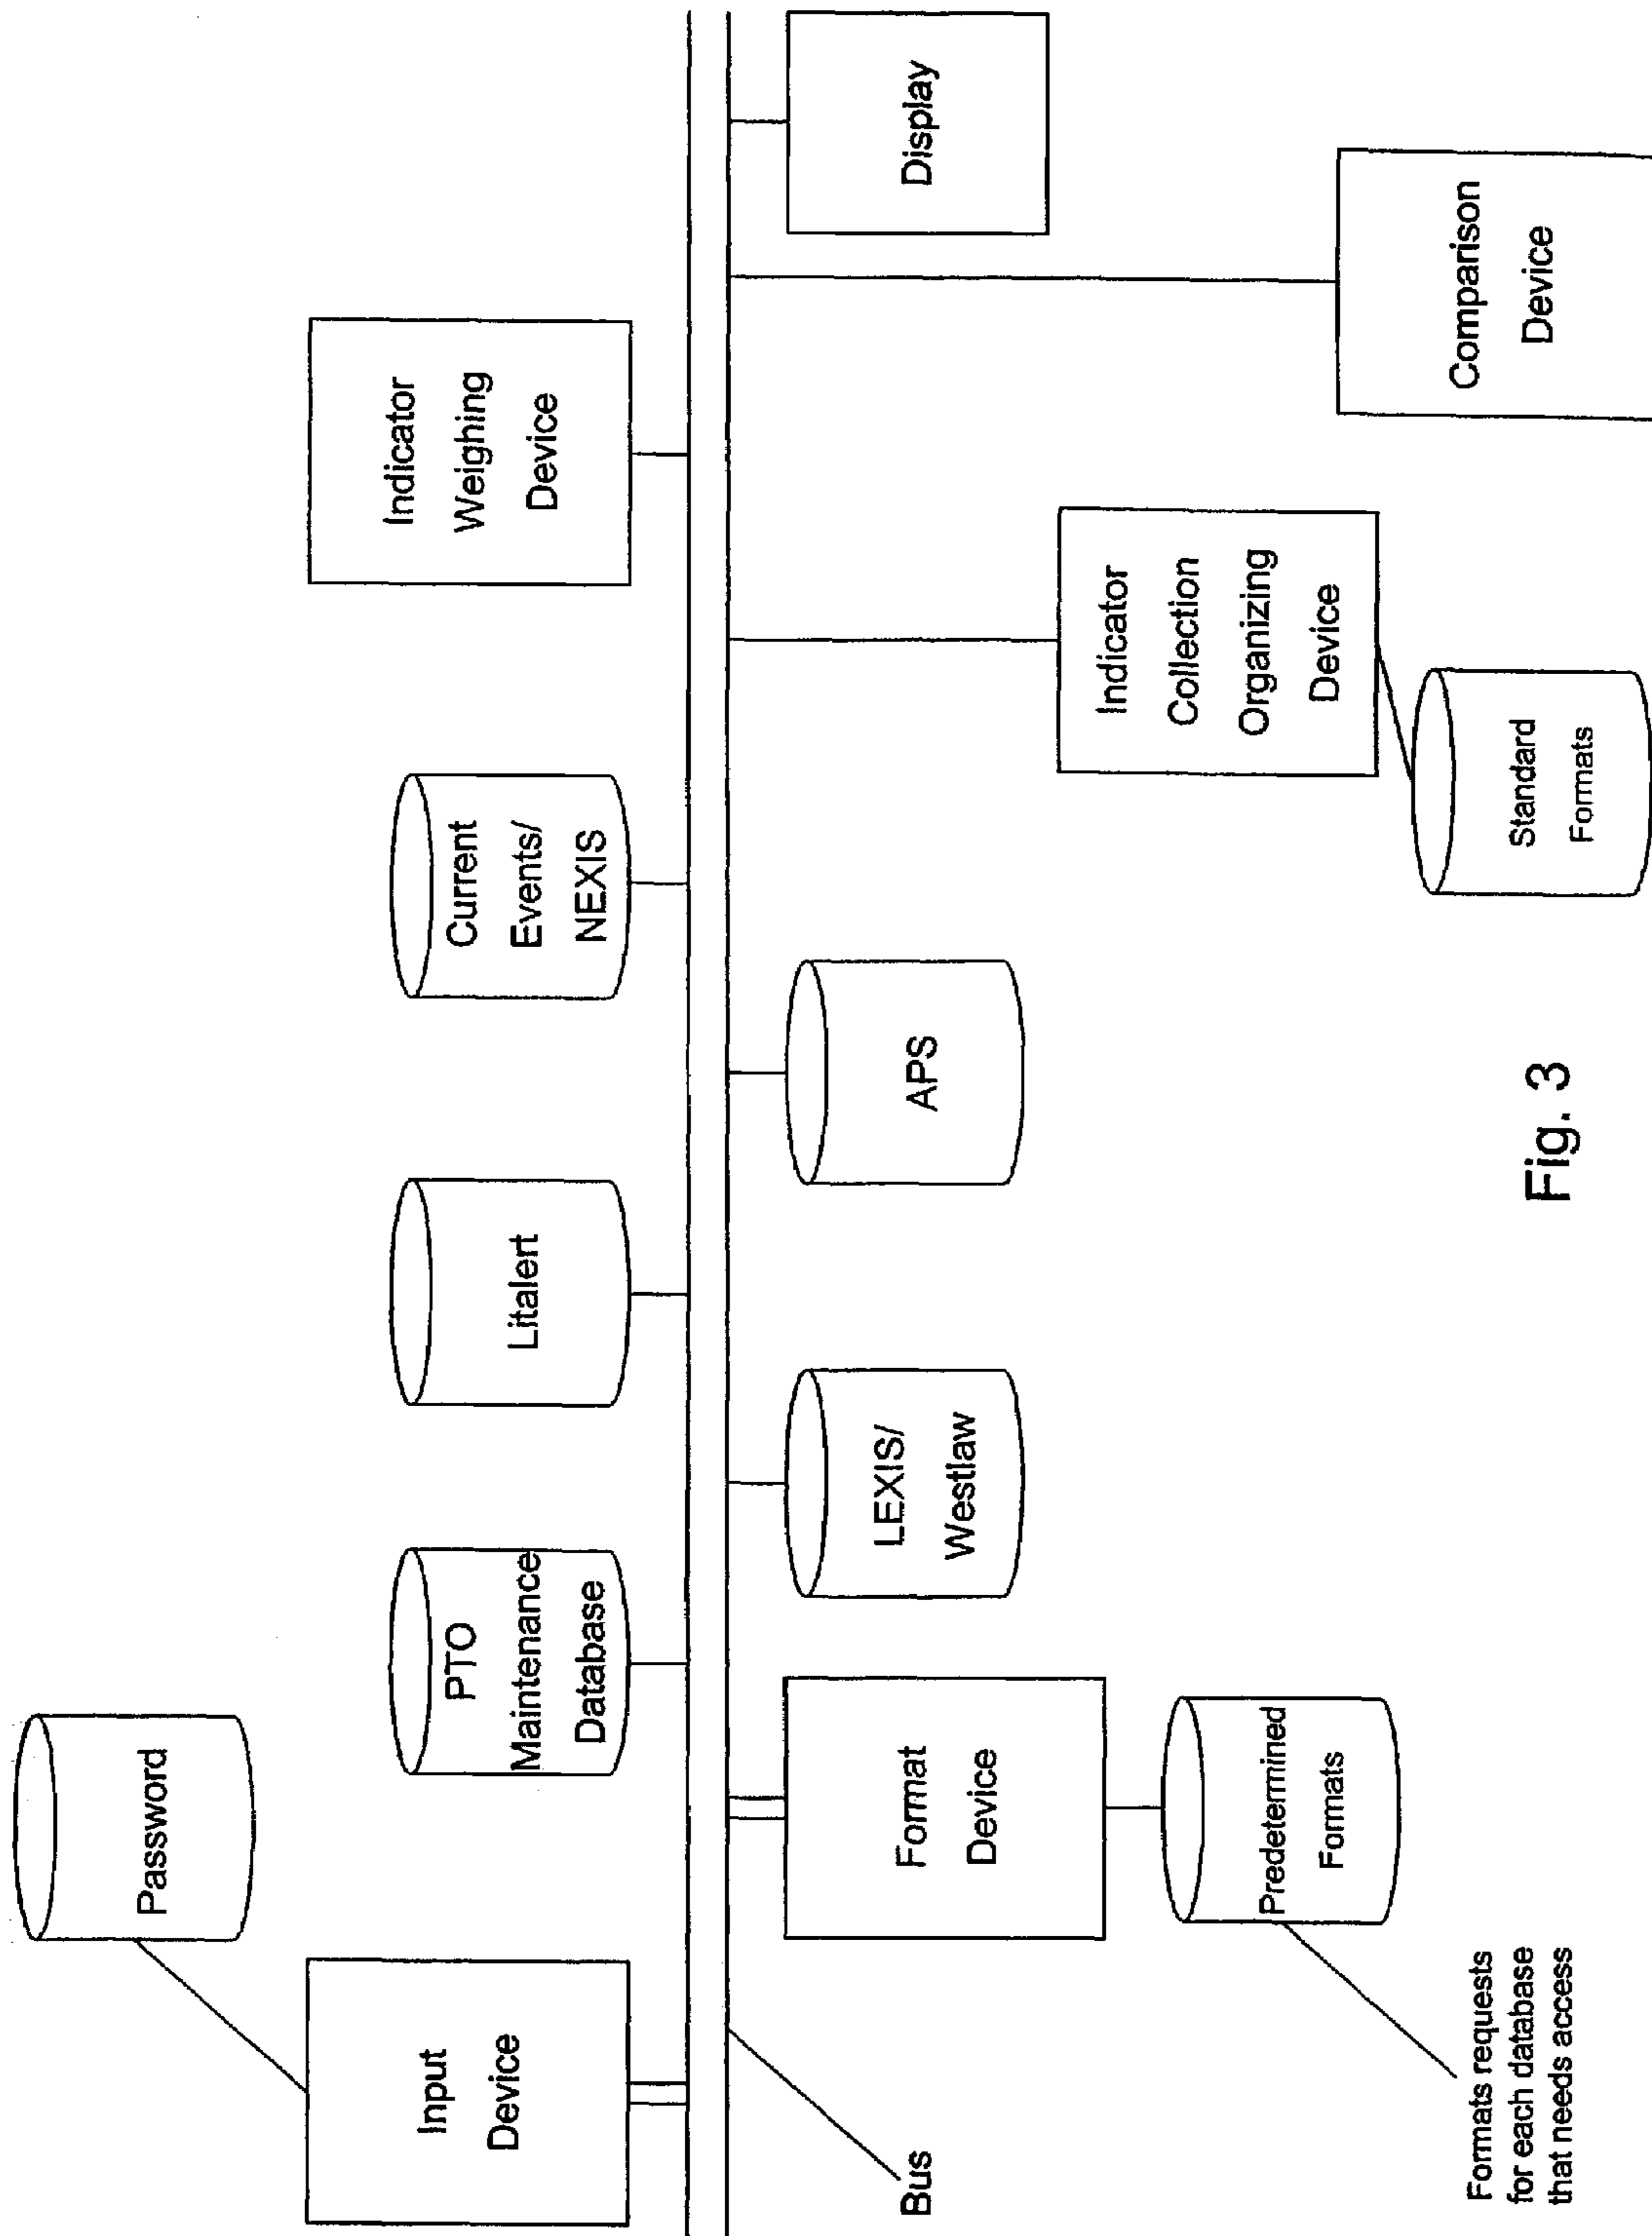 Password
Input
Device
PTO
Maintenance
Database
Litalert
Current
Events/
NEXIS
Indicator
Weighing
Device
Bus
Format
Device
LEXIS/
Westlaw
APS
Display
Predetermined
Formats
Indicator
Collection
Organizing
Device
Comparison
Device
Standard
Formats
Formats requests
for each database
that needs access
Fig. 3